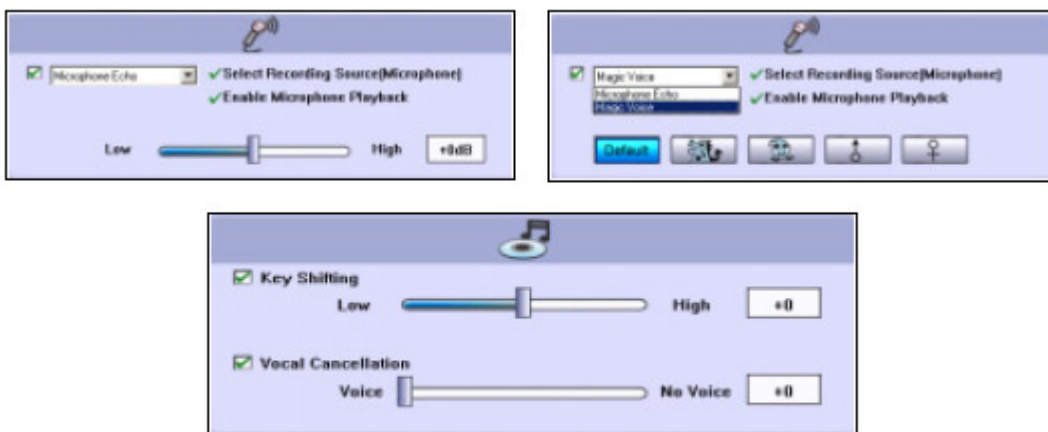 Microphone Echo
Select Recording Source(Microphone)
Enable Microphone Playback
Low High +0dB
Magic Voice
Select Recording Source(Microphone)
Microphone Echo
Enable Microphone Playback
Magic Voice
Default
Key Shifting
Low High +0
Vocal Cancellation
Voice No Voice +0